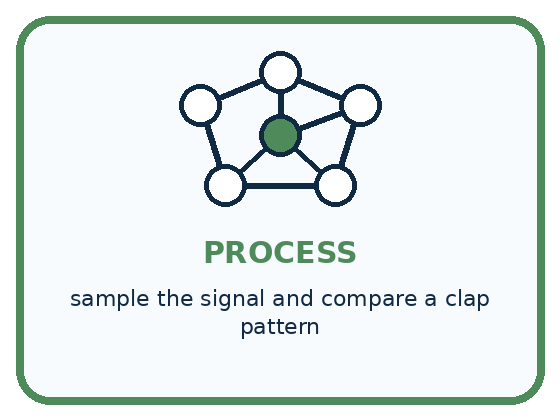 PROCESS
sample the signal and compare a clap
pattern